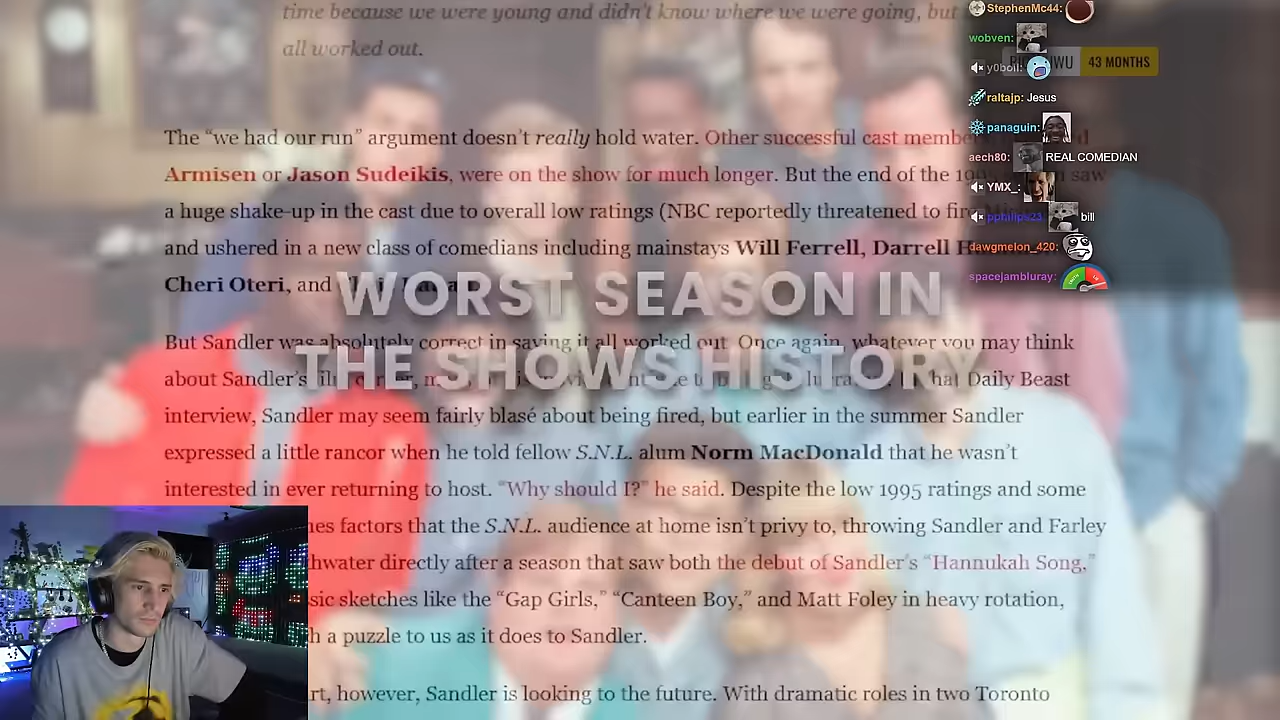 time because we were young and didn't know where we were going, but
all worked out.
The “we had our run” argument doesn't really hold water. Other successful cast
Armisen or Jason Sudeikis, were on the show for much longer. But the end of the
a huge shake-up in the cast due to overall low ratings (NBC reportedly threatened to
and ushered in a new class of comedians including mainstays Will Ferrell, Darrell
Cheri Oteri, and
WORST SEASON IN
THE SHOWS HISTORY
But Sandler was absolutely correct in saying it all worked out. Once again, whatever you may think
about Sandler's that Daily Beast
interview, Sandler may seem fairly blasé about being fired, but earlier in the summer Sandler
expressed a little rancor when he told fellow S.N.L. alum Norm MacDonald that he wasn't
interested in ever returning to host. “Why should I?” he said. Despite the low 1995 ratings and some
factors that the S.N.L. audience at home isn't privy to, throwing Sandler and Farley
directly after a season that saw both the debut of Sandler's “Hannukah Song,”
sketches like the “Gap Girls,” “Canteen Boy,” and Matt Foley in heavy rotation,
a puzzle to us as it does to Sandler.
however, Sandler is looking to the future. With dramatic roles in two Toronto
StephenMc44:
wobven:
43 MONTHS
y0boii:
raltajp: Jesus
panaguin:
aech80: REAL COMEDIAN
YMX_:
pphilips23 bill
dawgmelon_420:
spacejambluray: